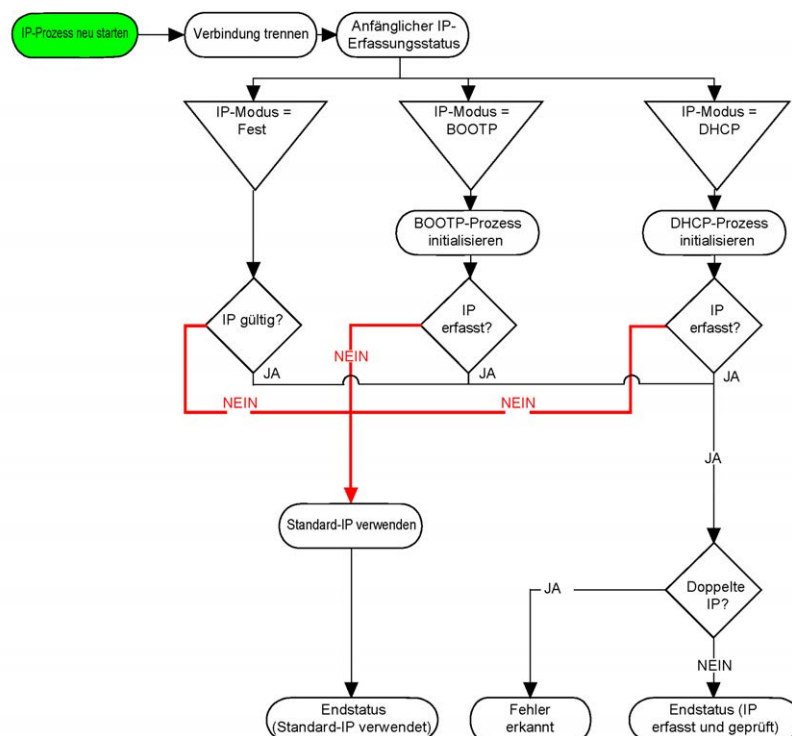 IP-Prozess neu starten
Verbindung trennen
Anfänglicher IP-
Erfassungsstatus
IP-Modus =
Fest
IP-Modus =
BOOTP
IP-Modus =
DHCP
BOOTP-Prozess
initialisieren
DHCP-Prozess
initialisieren
IP gültig?
IP
erfasst?
IP
erfasst?
NEIN
JA
JA
JA
NEIN
NEIN
JA
Standard-IP verwenden
Doppelte
IP?
JA
NEIN
Endstatus
(Standard-IP verwendet)
Fehler
erkannt
Endstatus (IP
erfasst und geprüft)